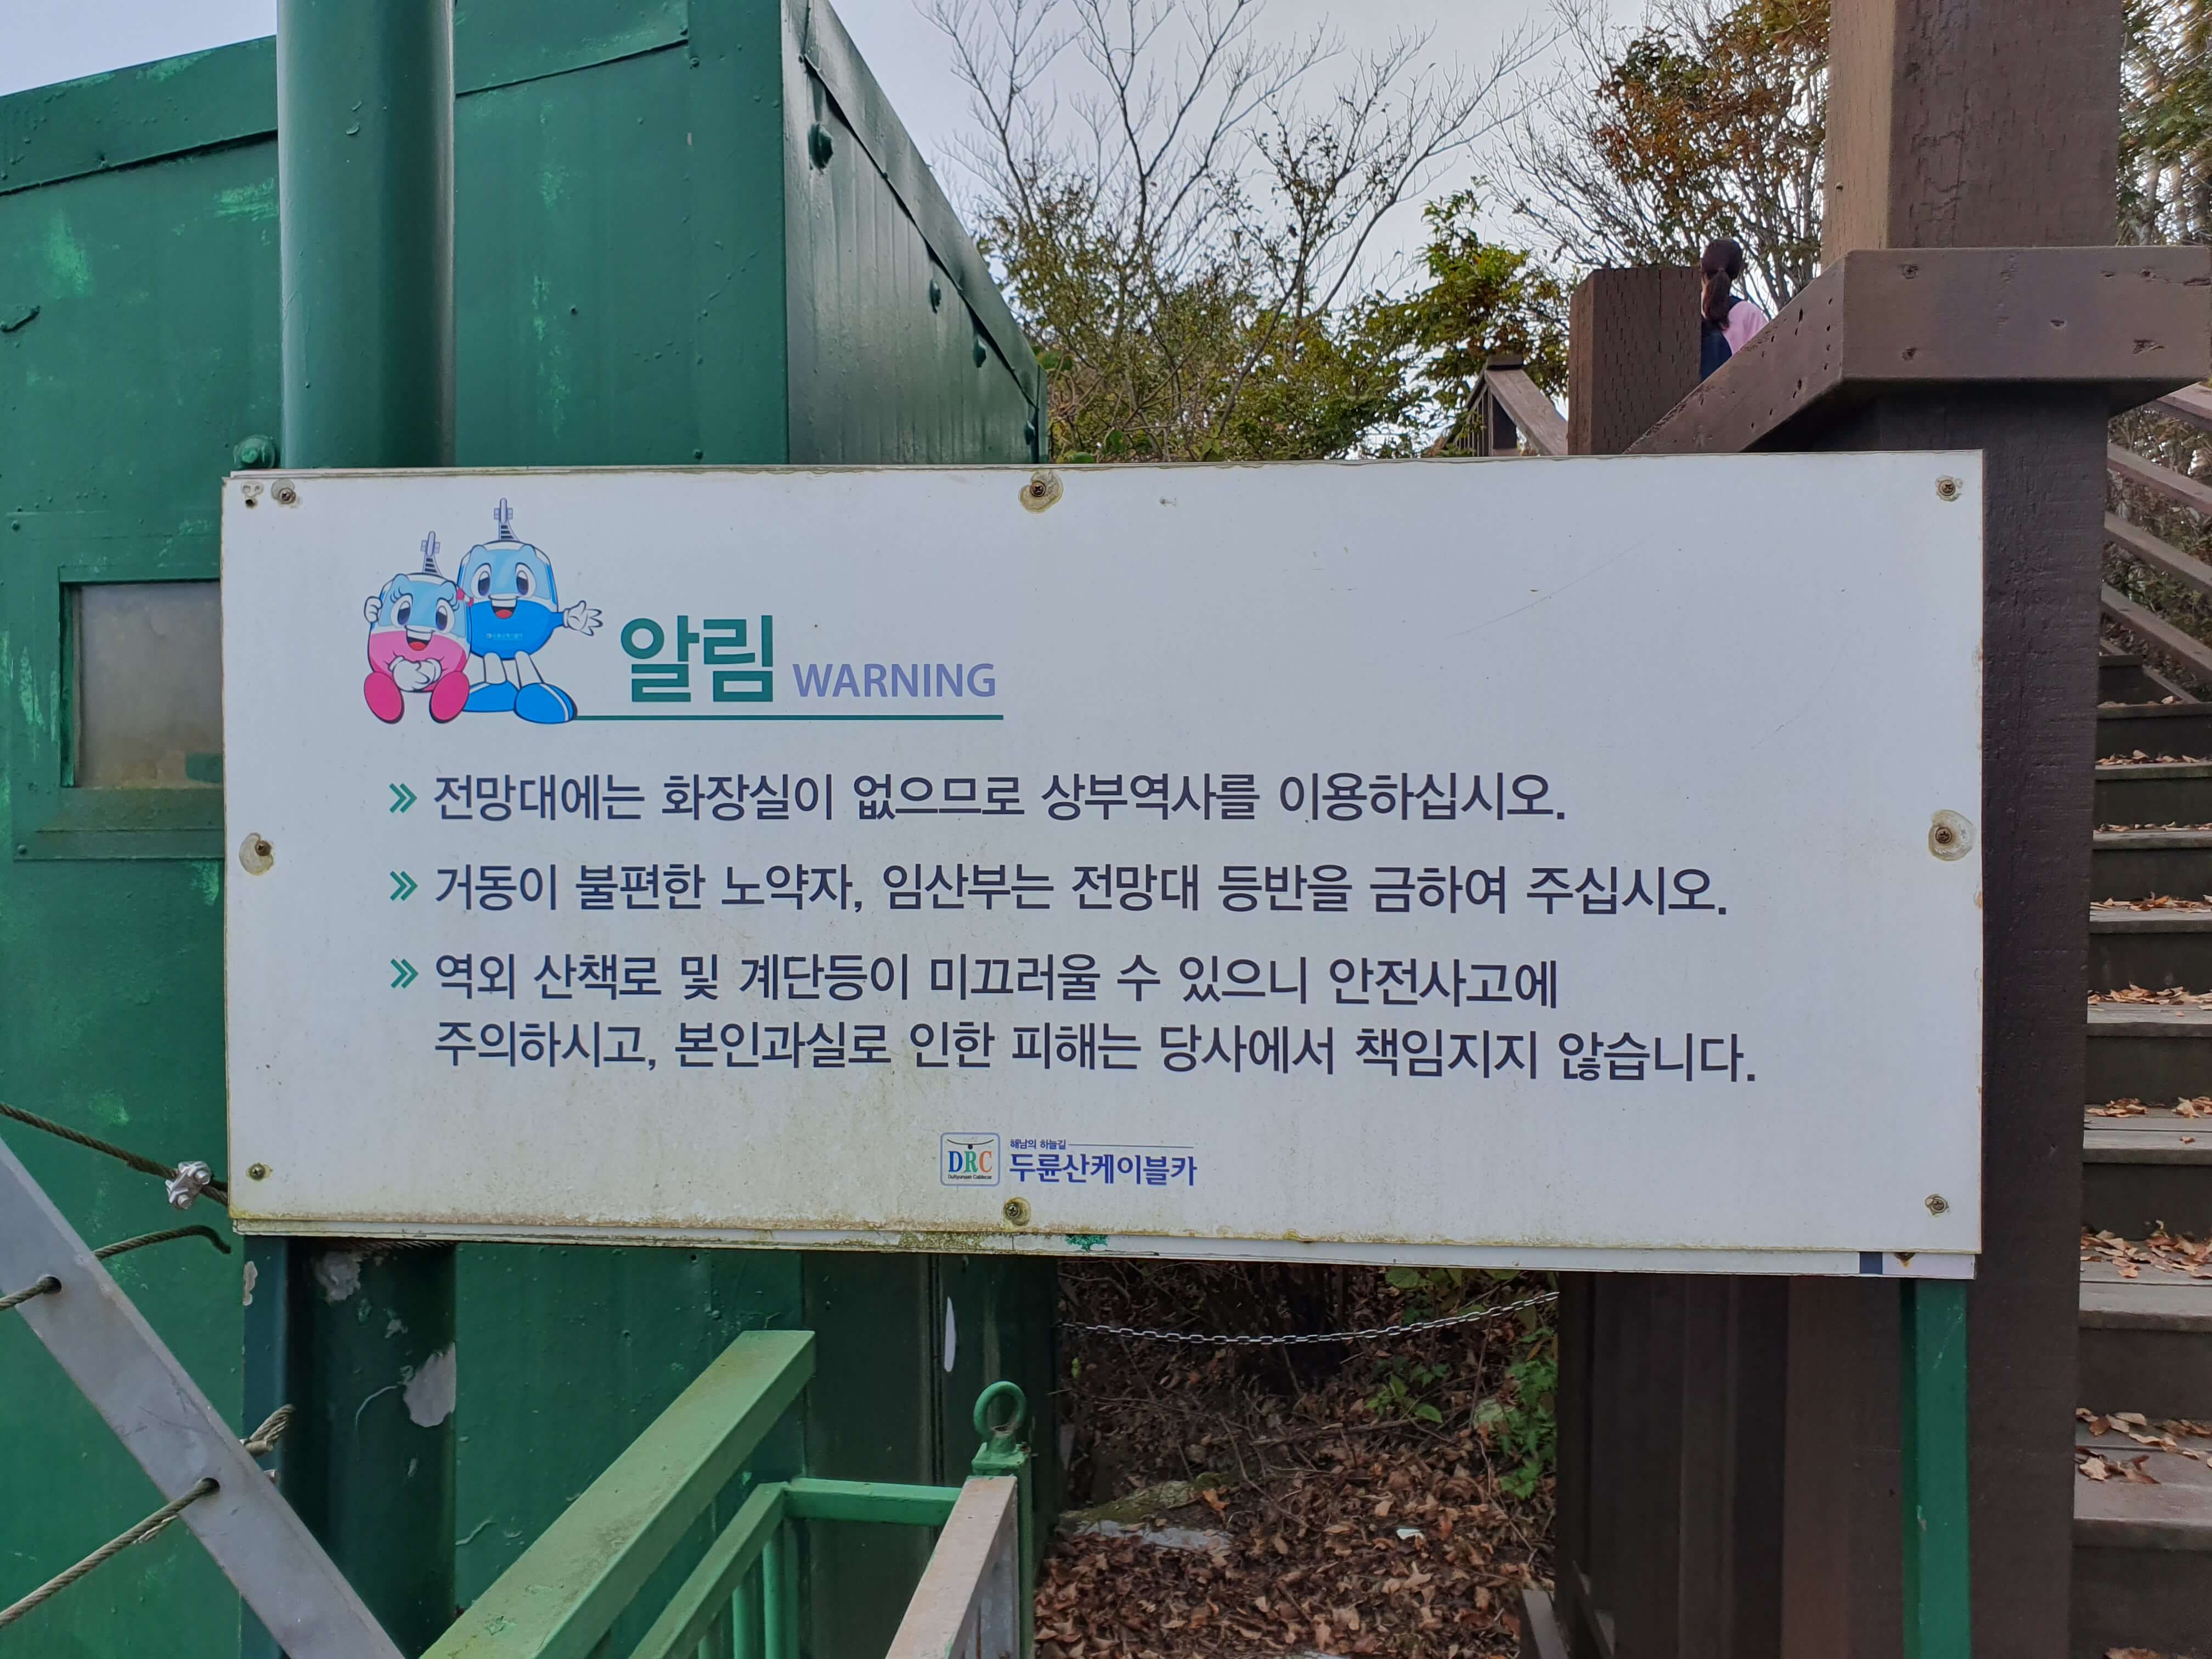 알림 WARNING
» 전망대에는 화장실이 없으므로 상부역사를 이용하십시오.
» 거동이 불편한 노약자, 임산부는 전망대 등반을 금하여 주십시오.
» 역외 산책로 및 계단등이 미끄러울 수 있으니 안전사고에
주의하시고, 본인과실로 인한 피해는 당사에서 책임지지 않습니다.
해남의 하늘길
DRC 두륜산케이블카